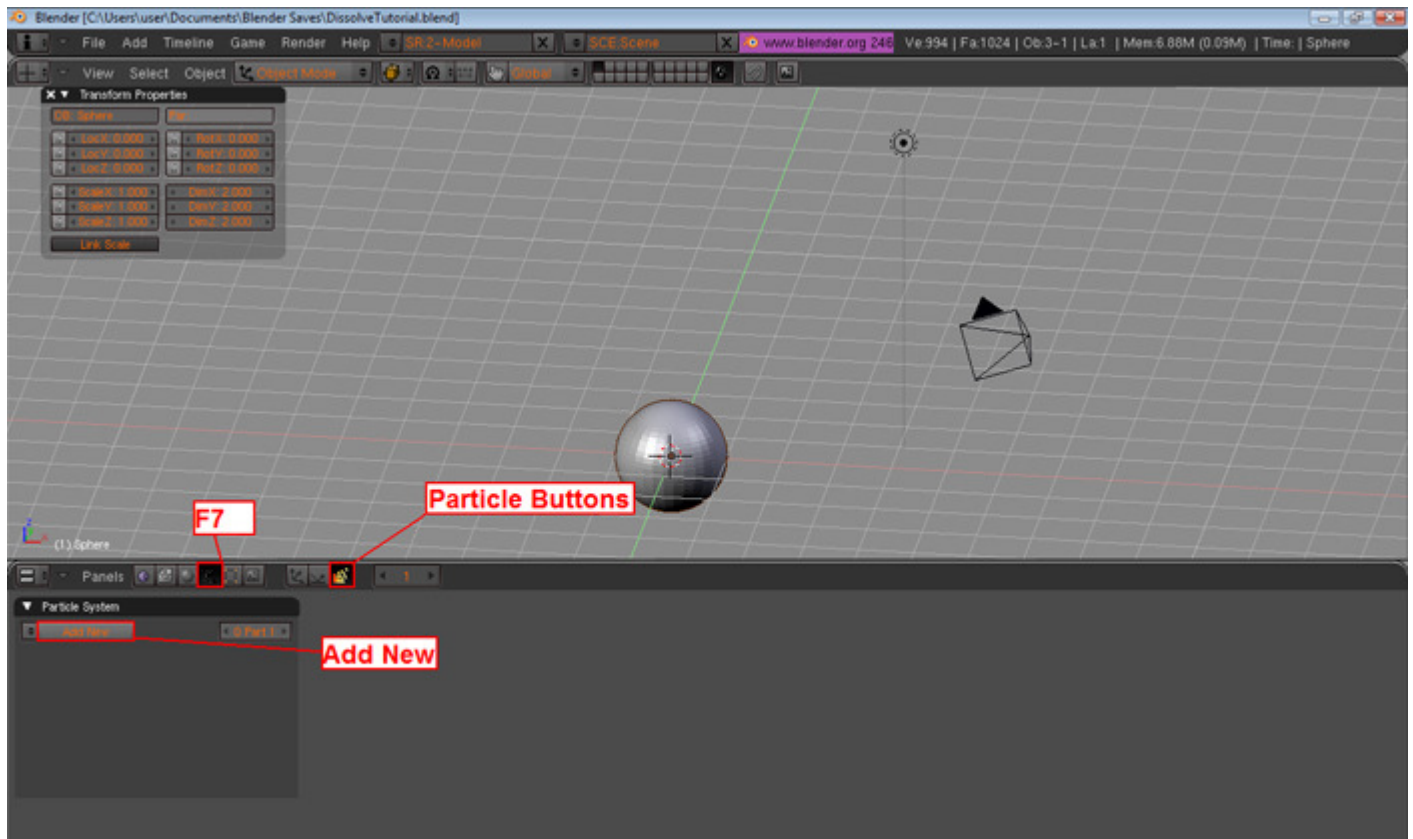 Blender [C:\Users\user\Documents\Blender Saves\DissolveTutorial.blend]
File Add Timeline Game Render Help SR:2-Model X SCE:Scene X www.blender.org 246 Ve:994 | Fa:1024 | Ob:3-1 | La:1 | Mem:6.88M (0.09M) | Time: | Sphere
View Select Object Object Mode Global
X Transform Properties
OB: Sphere Par:
LocX: 0.000 RotX: 0.000
LocY: 0.000 RotY: 0.000
LocZ: 0.000 RotZ: 0.000
ScaleX: 1.000 DimX: 2.000
ScaleY: 1.000 DimY: 2.000
ScaleZ: 1.000 DimZ: 2.000
Link Scale
Particle Buttons
F7
z
x
(1) Sphere
Panels 1
Particle System
Add New 0 Part 1
Add New